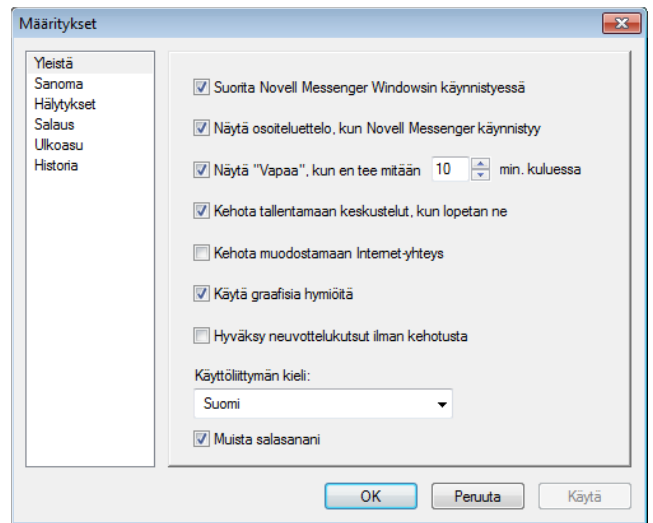 Määritykset
Yleistä
Sanoma
Hälytykset
Salaus
Ulkoasu
Historia
Suorita Novell Messenger Windowsin käynnistyessä
Näytä osoiteluettelo, kun Novell Messenger käynnistyy
Näytä "Vapaa", kun en tee mitään 10 min. kuluessa
Kehota tallentamaan keskustelut, kun lopetan ne
Kehota muodostamaan Internet-yhteys
Käytä graafisia hymiöitä
Hyväksy neuvottelukutsut ilman kehotusta
Käyttöliittymän kieli:
Suomi
Muista salasanani
OK Peruuta Käytä